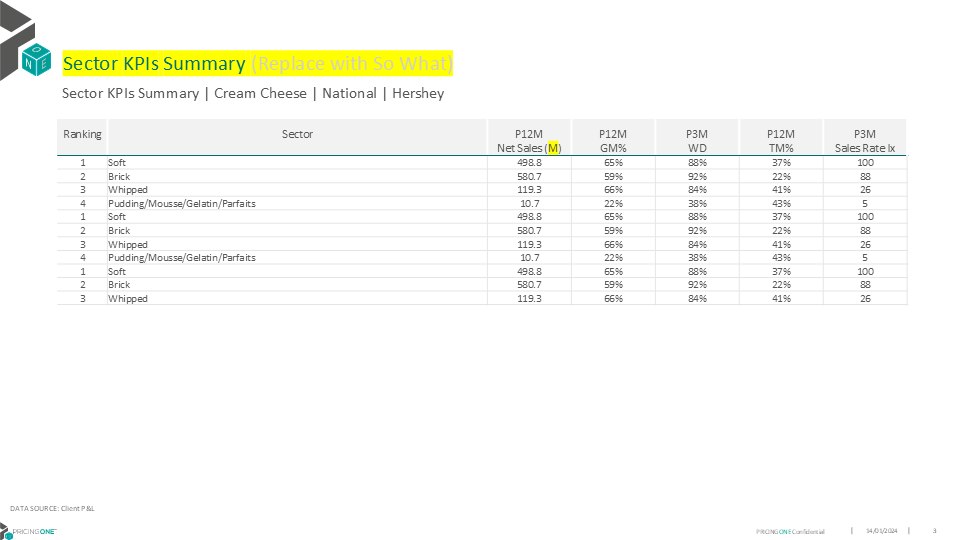 O
N E
Sector KPIs Summary (Replace with So What)
Sector KPIs Summary | Cream Cheese | National | Hershey
Ranking Sector P12M Net Sales (M) P12M GM% P3M WD P12M TM% P3M Sales Rate Ix
1 Soft 498.8 65% 88% 37% 100
2 Brick 580.7 59% 92% 22% 88
3 Whipped 119.3 66% 84% 41% 26
4 Pudding/Mousse/Gelatin/Parfaits 10.7 22% 38% 43% 5
1 Soft 498.8 65% 88% 37% 100
2 Brick 580.7 59% 92% 22% 88
3 Whipped 119.3 66% 84% 41% 26
4 Pudding/Mousse/Gelatin/Parfaits 10.7 22% 38% 43% 5
1 Soft 498.8 65% 88% 37% 100
2 Brick 580.7 59% 92% 22% 88
3 Whipped 119.3 66% 84% 41% 26
DATA SOURCE: Client P&L
PRICINGONE™
PRICINGONE Confidential | 14/01/2024 | 3